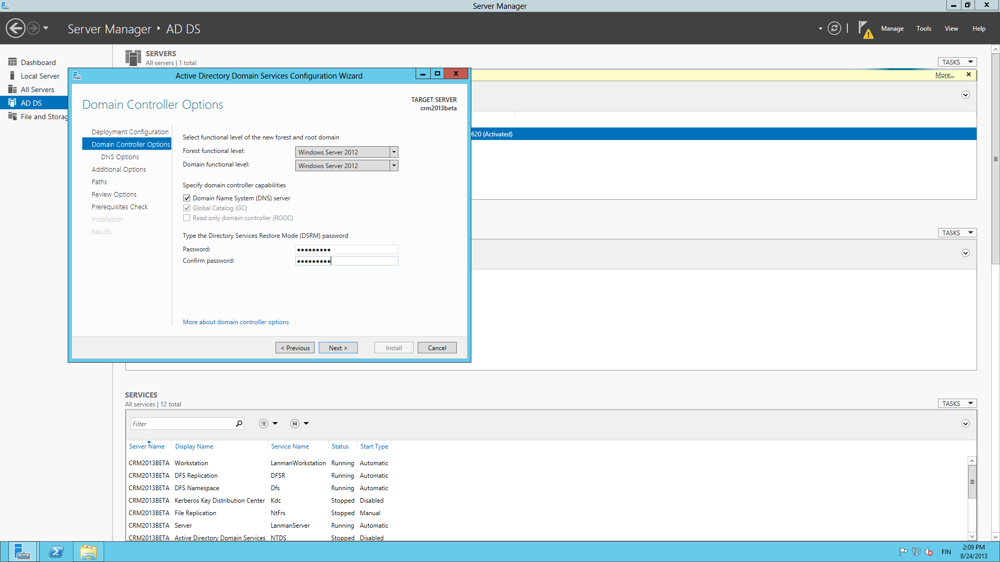 Server Manager
Server Manager ‣ AD DS
Manage Tools View Help
Dashboard
Local Server
All Servers
AD DS
File and Storag
SERVERS
All servers | 1 total
TASKS
More...
620 (Activated)
TASKS
Active Directory Domain Services Configuration Wizard
Domain Controller Options
TARGET SERVER
crm2013beta
Deployment Configuration
Domain Controller Options
DNS Options
Additional Options
Paths
Review Options
Prerequisites Check
Installation
Results
Select functional level of the new forest and root domain
Forest functional level: Windows Server 2012
Domain functional level: Windows Server 2012
Specify domain controller capabilities
Domain Name System (DNS) server
Global Catalog (GC)
Read only domain controller (RODC)
Type the Directory Services Restore Mode (DSRM) password
Password: ●●●●●●●●●
Confirm password: ●●●●●●●●●
More about domain controller options
< Previous Next > Install Cancel
SERVICES
All services | 12 total
TASKS
Filter
Server Name Display Name Service Name Status Start Type
CRM2013BETA Workstation LanmanWorkstation Running Automatic
CRM2013BETA DFS Replication DFSR Running Automatic
CRM2013BETA DFS Namespace Dfs Running Automatic
CRM2013BETA Kerberos Key Distribution Center Kdc Stopped Disabled
CRM2013BETA File Replication NtFrs Stopped Manual
CRM2013BETA Server LanmanServer Running Automatic
CRM2013BETA Active Directory Domain Services NTDS Stopped Disabled
FIN
2:09 PM
8/24/2013